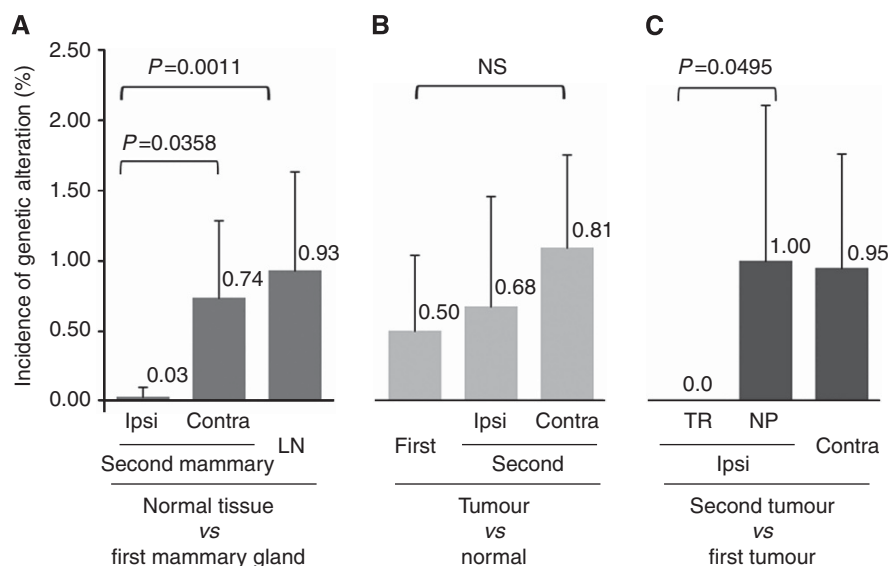 A
B
C
Incidence of genetic alteration (%)
2.50
2.00
1.50
1.00
0.50
0.00
P=0.0011
P=0.0358
0.03
0.74
0.93
Ipsi Contra
LN
Second mammary
Normal tissue
vs
first mammary gland
NS
0.50
0.68
0.81
First
Ipsi Contra
Second
Tumour
vs
normal
P=0.0495
0.0
1.00
0.95
TR NP
Contra
Ipsi
Second tumour
vs
first tumour